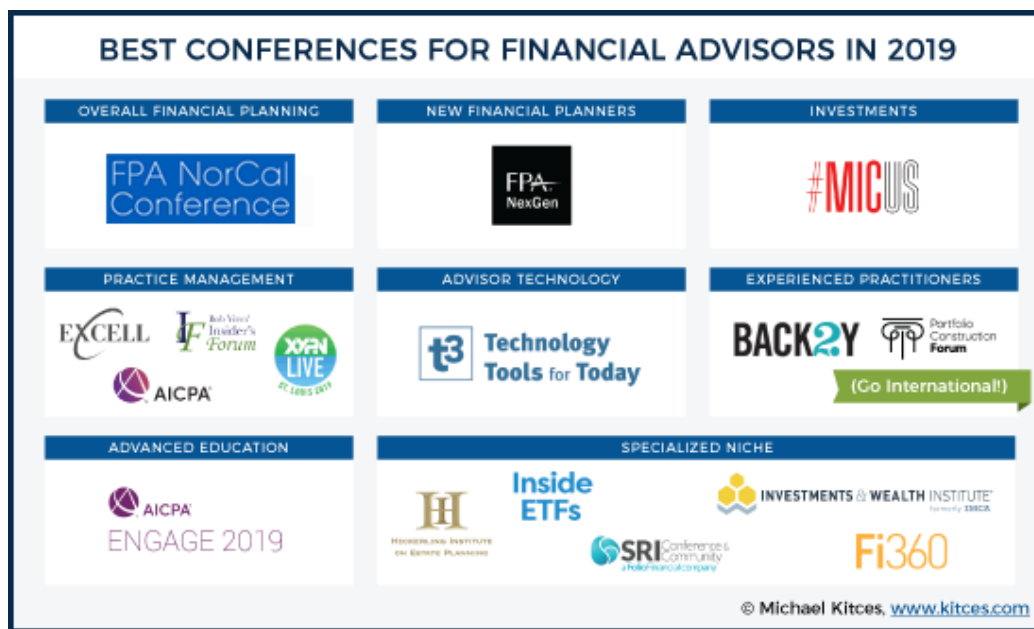 BEST CONFERENCES FOR FINANCIAL ADVISORS IN 2019
OVERALL FINANCIAL PLANNING
FPA NorCal
Conference
NEW FINANCIAL PLANNERS
FPA
NexGen
INVESTMENTS
#MICUS
PRACTICE MANAGEMENT
EXCELL
IF
Bob Veres'
Insider's
Forum
XYPN
LIVE
ST. LOUIS 2019
AICPA
ADVISOR TECHNOLOGY
t3
Technology
Tools for Today
EXPERIENCED PRACTITIONERS
BACK2Y
Portfolio
Construction
Forum
(Go International!)
ADVANCED EDUCATION
AICPA
ENGAGE 2019
SPECIALIZED NICHE
HI
HECKERLING INSTITUTE
ON ESTATE PLANNING
Inside
ETFs
SRI Conference &
Community
a FolioFinancial company
INVESTMENTS & WEALTH INSTITUTE®
formerly IMCA
Fi360
© Michael Kitces, www.kitces.com